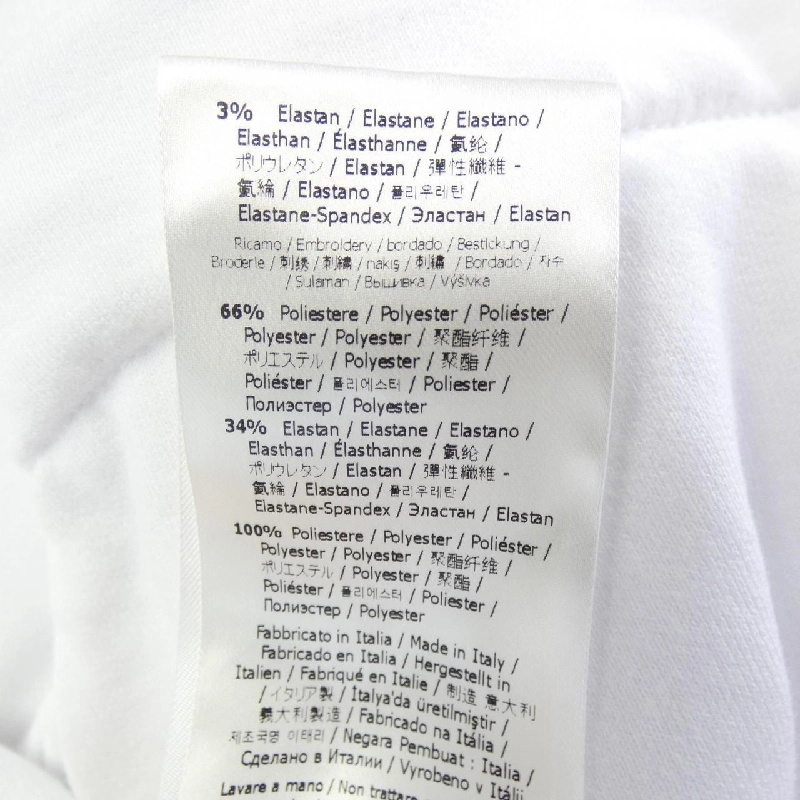 3% Elastan / Elastane / Elastano /
Elasthan / Élasthanne / 氨纶 /
ポリウレタン / Elastan / 彈性纖維 -
氨綸 / Elastano / 폴리우레탄 /
Elastane-Spandex / Эластан / Elastan
Ricamo / Embroidery / bordado / Bestickung /
Broderie / 刺绣 / 刺繍 / nakış / 刺繡 / Bordado / 자수
/ Sulaman / Вышивка / Výšivka
66% Poliestere / Polyester / Poliéster /
Polyester / Polyester / 聚酯纤维 /
ポリエステル / Polyester / 聚酯 /
Poliéster / 폴리에스터 / Poliester /
Полиэстер / Polyester
34% Elastan / Elastane / Elastano /
Elasthan / Élasthanne / 氨纶 /
ポリウレタン / Elastan / 彈性纖維 -
氨綸 / Elastano / 폴리우레탄 /
Elastane-Spandex / Эластан / Elastan
100% Poliestere / Polyester / Poliéster /
Polyester / Polyester / 聚酯纤维 /
ポリエステル / Polyester / 聚酯 /
Poliéster / 폴리에스터 / Poliester /
Полиэстер / Polyester
Fabbricato in Italia / Made in Italy /
Fabricado en Italia / Hergestellt in
Italien / Fabriqué en Italie / 制造 意大利
/ イタリア製 / İtalya'da üretilmiştir /
義大利製造 / Fabricado na Itália /
제조국명 이태리 / Negara Pembuat : Italia /
Сделано в Италии / Vyrobeno v Itálii
Lavare a mano / Non trattare